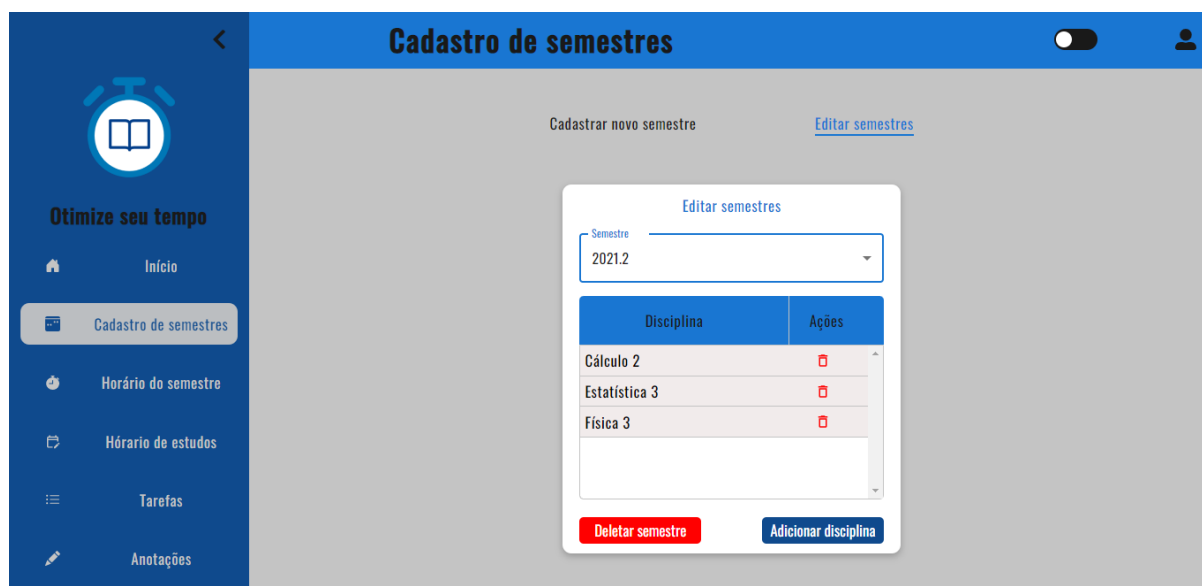 Cadastro de semestres
Otimize seu tempo
Início
Cadastro de semestres
Horário do semestre
Hórario de estudos
Tarefas
Anotações
Cadastrar novo semestre
Editar semestres
Editar semestres
Semestre
2021.2
Disciplina Ações
Cálculo 2
Estatística 3
Física 3
Deletar semestre Adicionar disciplina